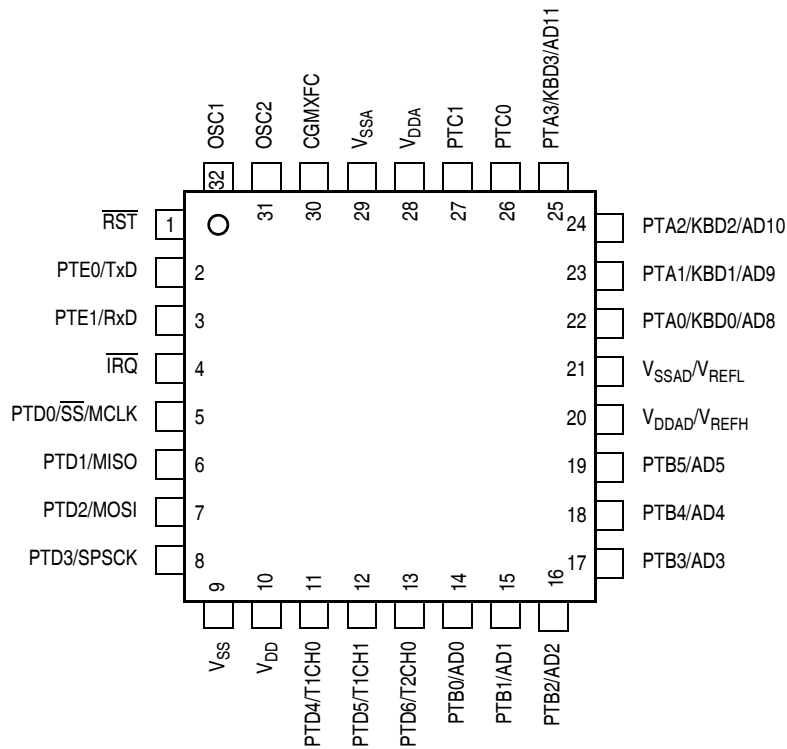 OSC1
OSC2
CGMXFC
VSSA
VDDA
PTC1
PTC0
PTA3/KBD3/AD11
32
31
30
29
28
27
26
25
RST
1
PTE0/TxD
2
PTE1/RxD
3
IRQ
4
PTD0/SS/MCLK
5
PTD1/MISO
6
PTD2/MOSI
7
PTD3/SPSCK
8
24
PTA2/KBD2/AD10
23
PTA1/KBD1/AD9
22
PTA0/KBD0/AD8
21
VSSAD/VREFL
20
VDDAD/VREFH
19
PTB5/AD5
18
PTB4/AD4
17
PTB3/AD3
9
10
11
12
13
14
15
16
VSS
VDD
PTD4/T1CH0
PTD5/T1CH1
PTD6/T2CH0
PTB0/AD0
PTB1/AD1
PTB2/AD2